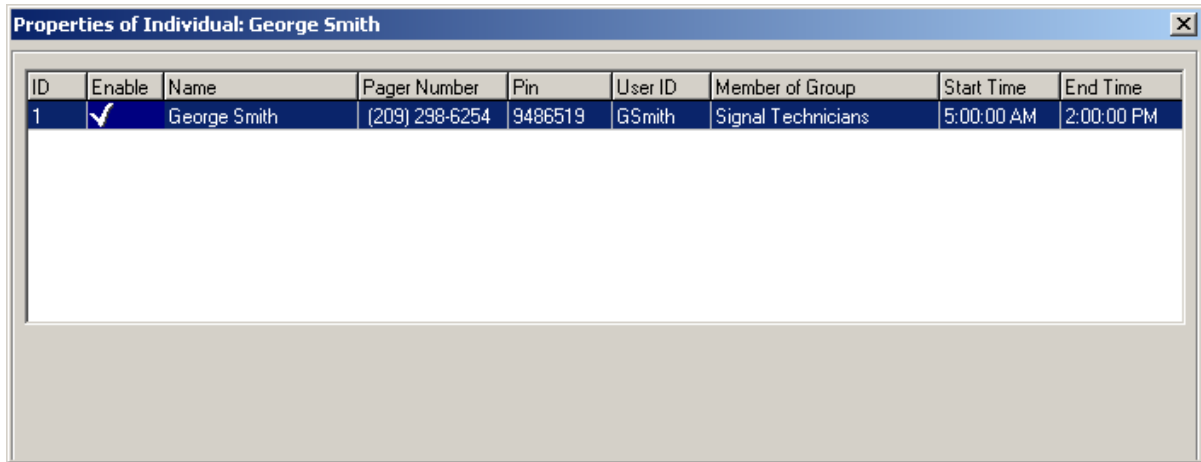 Properties of Individual: George Smith
ID Enable Name Pager Number Pin User ID Member of Group Start Time End Time
1 George Smith (209) 298-6254 9486519 GSmith Signal Technicians 5:00:00 AM 2:00:00 PM